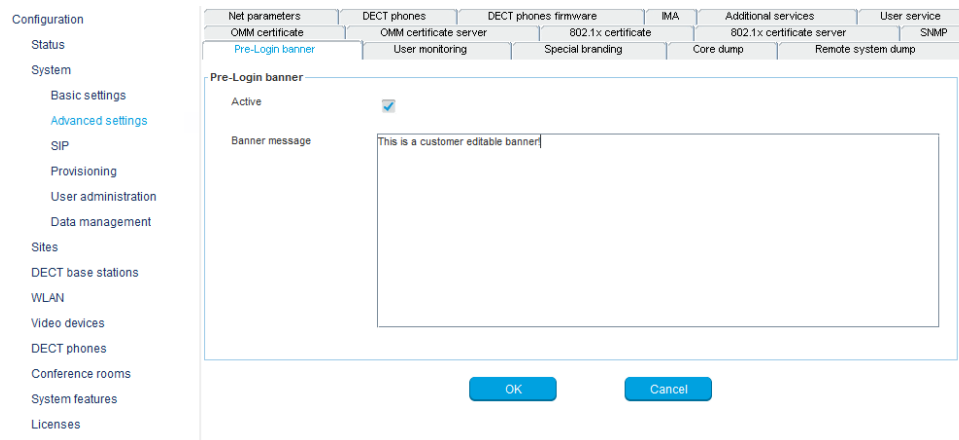 Configuration
Status
System
Basic settings
Advanced settings
SIP
Provisioning
User administration
Data management
Sites
DECT base stations
WLAN
Video devices
DECT phones
Conference rooms
System features
Licenses
Net parameters DECT phones DECT phones firmware IMA Additional services User service
OMM certificate OMM certificate server 802.1x certificate 802.1x certificate server SNMP
Pre-Login banner User monitoring Special branding Core dump Remote system dump
Pre-Login banner
Active
Banner message This is a customer editable banner!
OK Cancel